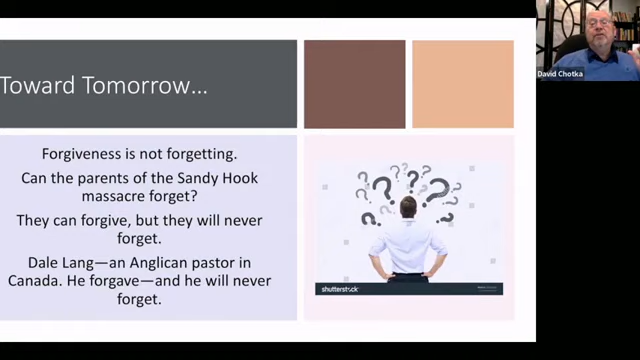 Toward Tomorrow...
Forgiveness is not forgetting.
Can the parents of the Sandy Hook
massacre forget?
They can forgive, but they will never
forget.
Dale Lang—an Anglican pastor in
Canada. He forgave—and he will never
forget.
shutterstock
David Chotka